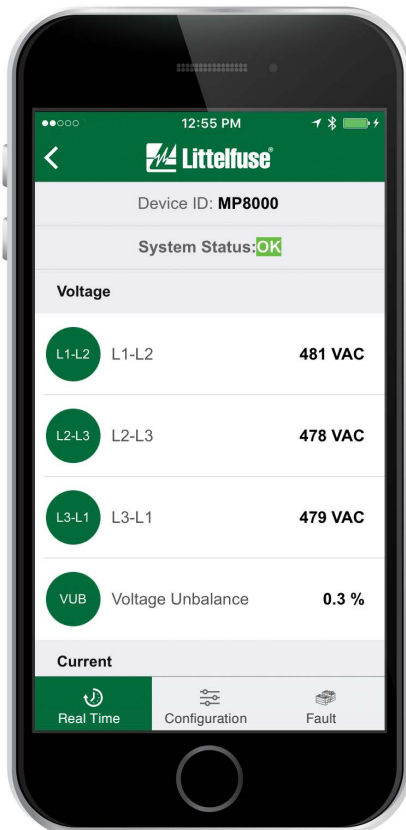 12:55 PM
Littelfuse®
Device ID: MP8000
System Status:OK
Voltage
L1-L2 L1-L2 481 VAC
L2-L3 L2-L3 478 VAC
L3-L1 L3-L1 479 VAC
VUB Voltage Unbalance 0.3 %
Current
Real Time Configuration Fault